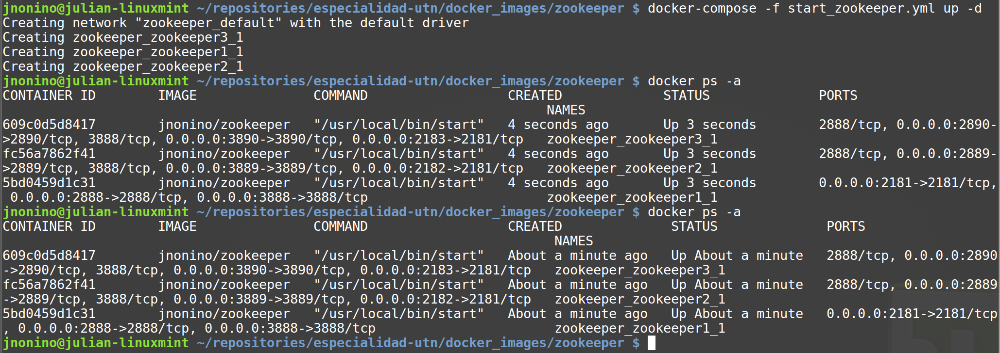 jnonino@julian-linuxmint ~/repositories/especialidad-utn/docker_images/zookeeper $ docker-compose -f start_zookeeper.yml up -d
Creating network "zookeeper_default" with the default driver
Creating zookeeper_zookeeper3_1
Creating zookeeper_zookeeper1_1
Creating zookeeper_zookeeper2_1
jnonino@julian-linuxmint ~/repositories/especialidad-utn/docker_images/zookeeper $ docker ps -a
CONTAINER ID        IMAGE               COMMAND                  CREATED             STATUS              PORTS
                                                                      NAMES
609c0d5d8417        jnonino/zookeeper   "/usr/local/bin/start"   4 seconds ago       Up 3 seconds        2888/tcp, 0.0.0.0:2890-
>2890/tcp, 3888/tcp, 0.0.0.0:3890->3890/tcp, 0.0.0.0:2183->2181/tcp   zookeeper_zookeeper3_1
fc56a7862f41        jnonino/zookeeper   "/usr/local/bin/start"   4 seconds ago       Up 3 seconds        2888/tcp, 0.0.0.0:2889-
>2889/tcp, 3888/tcp, 0.0.0.0:3889->3889/tcp, 0.0.0.0:2182->2181/tcp   zookeeper_zookeeper2_1
5bd0459d1c31        jnonino/zookeeper   "/usr/local/bin/start"   4 seconds ago       Up 3 seconds        0.0.0.0:2181->2181/tcp,
 0.0.0.0:2888->2888/tcp, 0.0.0.0:3888->3888/tcp                       zookeeper_zookeeper1_1
jnonino@julian-linuxmint ~/repositories/especialidad-utn/docker_images/zookeeper $ docker ps -a
CONTAINER ID        IMAGE               COMMAND                  CREATED              STATUS              PORTS
                                                                       NAMES
609c0d5d8417        jnonino/zookeeper   "/usr/local/bin/start"   About a minute ago   Up About a minute   2888/tcp, 0.0.0.0:2890
->2890/tcp, 3888/tcp, 0.0.0.0:3890->3890/tcp, 0.0.0.0:2183->2181/tcp   zookeeper_zookeeper3_1
fc56a7862f41        jnonino/zookeeper   "/usr/local/bin/start"   About a minute ago   Up About a minute   2888/tcp, 0.0.0.0:2889
->2889/tcp, 3888/tcp, 0.0.0.0:3889->3889/tcp, 0.0.0.0:2182->2181/tcp   zookeeper_zookeeper2_1
5bd0459d1c31        jnonino/zookeeper   "/usr/local/bin/start"   About a minute ago   Up About a minute   0.0.0.0:2181->2181/tcp
, 0.0.0.0:2888->2888/tcp, 0.0.0.0:3888->3888/tcp                       zookeeper_zookeeper1_1
jnonino@julian-linuxmint ~/repositories/especialidad-utn/docker_images/zookeeper $